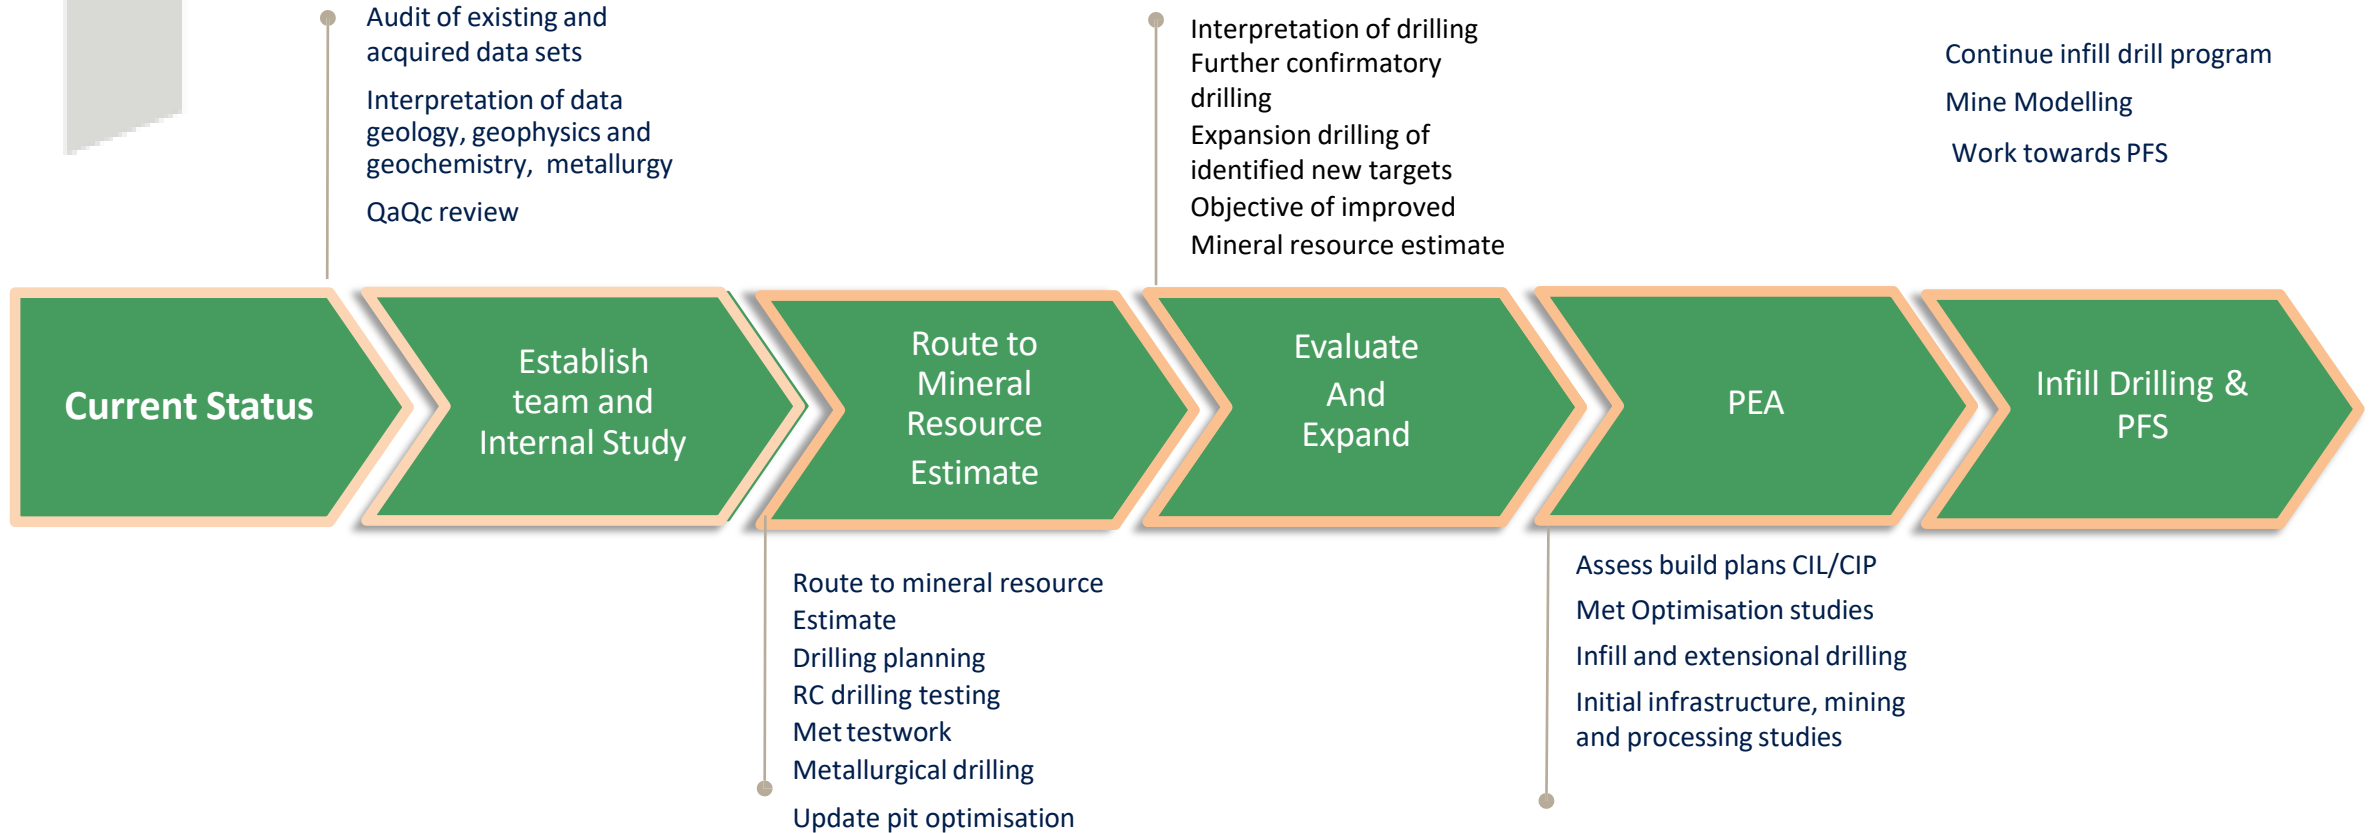 Audit of existing and
acquired data sets
Interpretation of data
geology, geophysics and
geochemistry, metallurgy
QaQc review
Interpretation of drilling
Further confirmatory
drilling
Expansion drilling of
identified new targets
Objective of improved
Mineral resource estimate
Continue infill drill program
Mine Modelling
Work towards PFS
Current Status
Establish
team and
Internal Study
Route to
Mineral
Resource
Estimate
Evaluate
And
Expand
PEA
Infill Drilling &
PFS
Route to mineral resource
Estimate
Drilling planning
RC drilling testing
Met testwork
Metallurgical drilling
Update pit optimisation
Assess build plans CIL/CIP
Met Optimisation studies
Infill and extensional drilling
Initial infrastructure, mining
and processing studies